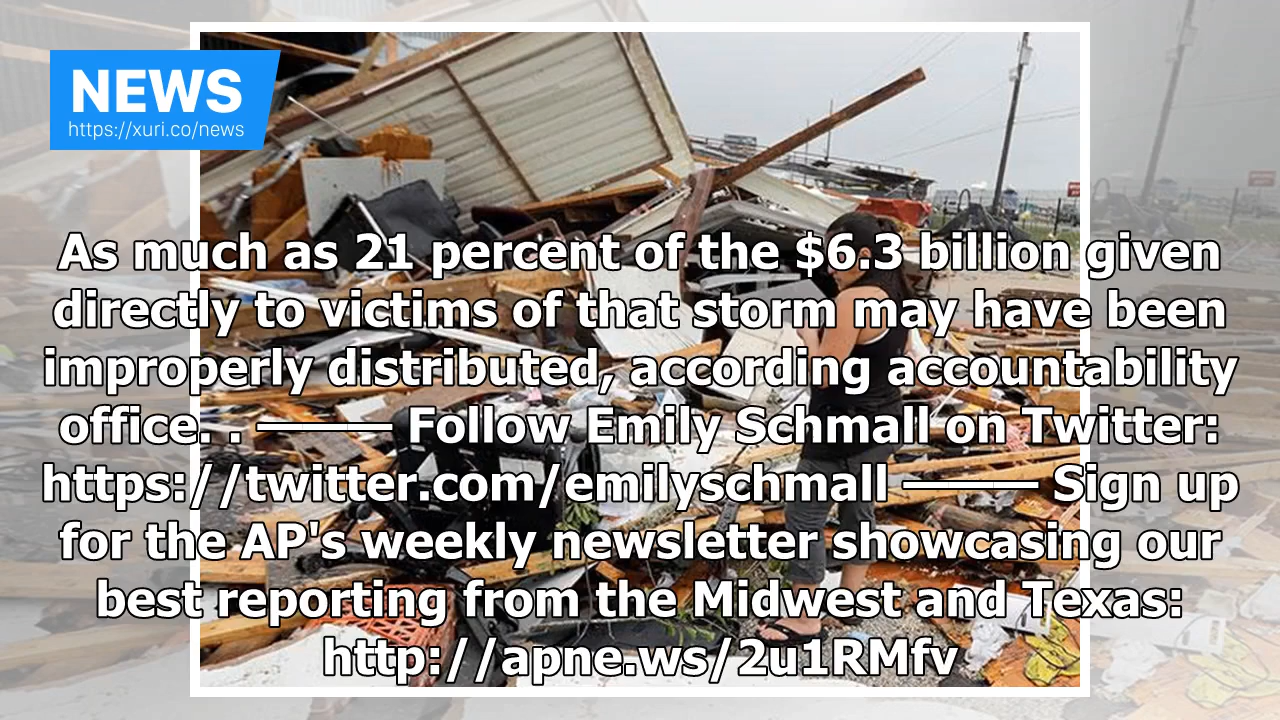 NEWS
https://xuri.co/news
As much as 21 percent of the $6.3 billion given
directly to victims of that storm may have been
improperly distributed, according accountability
office. . ——— Follow Emily Schmall on Twitter:
https://twitter.com/emilyschmall ——— Sign up
for the AP's weekly newsletter showcasing our
best reporting from the Midwest and Texas:
http://apne.ws/2u1RMfv